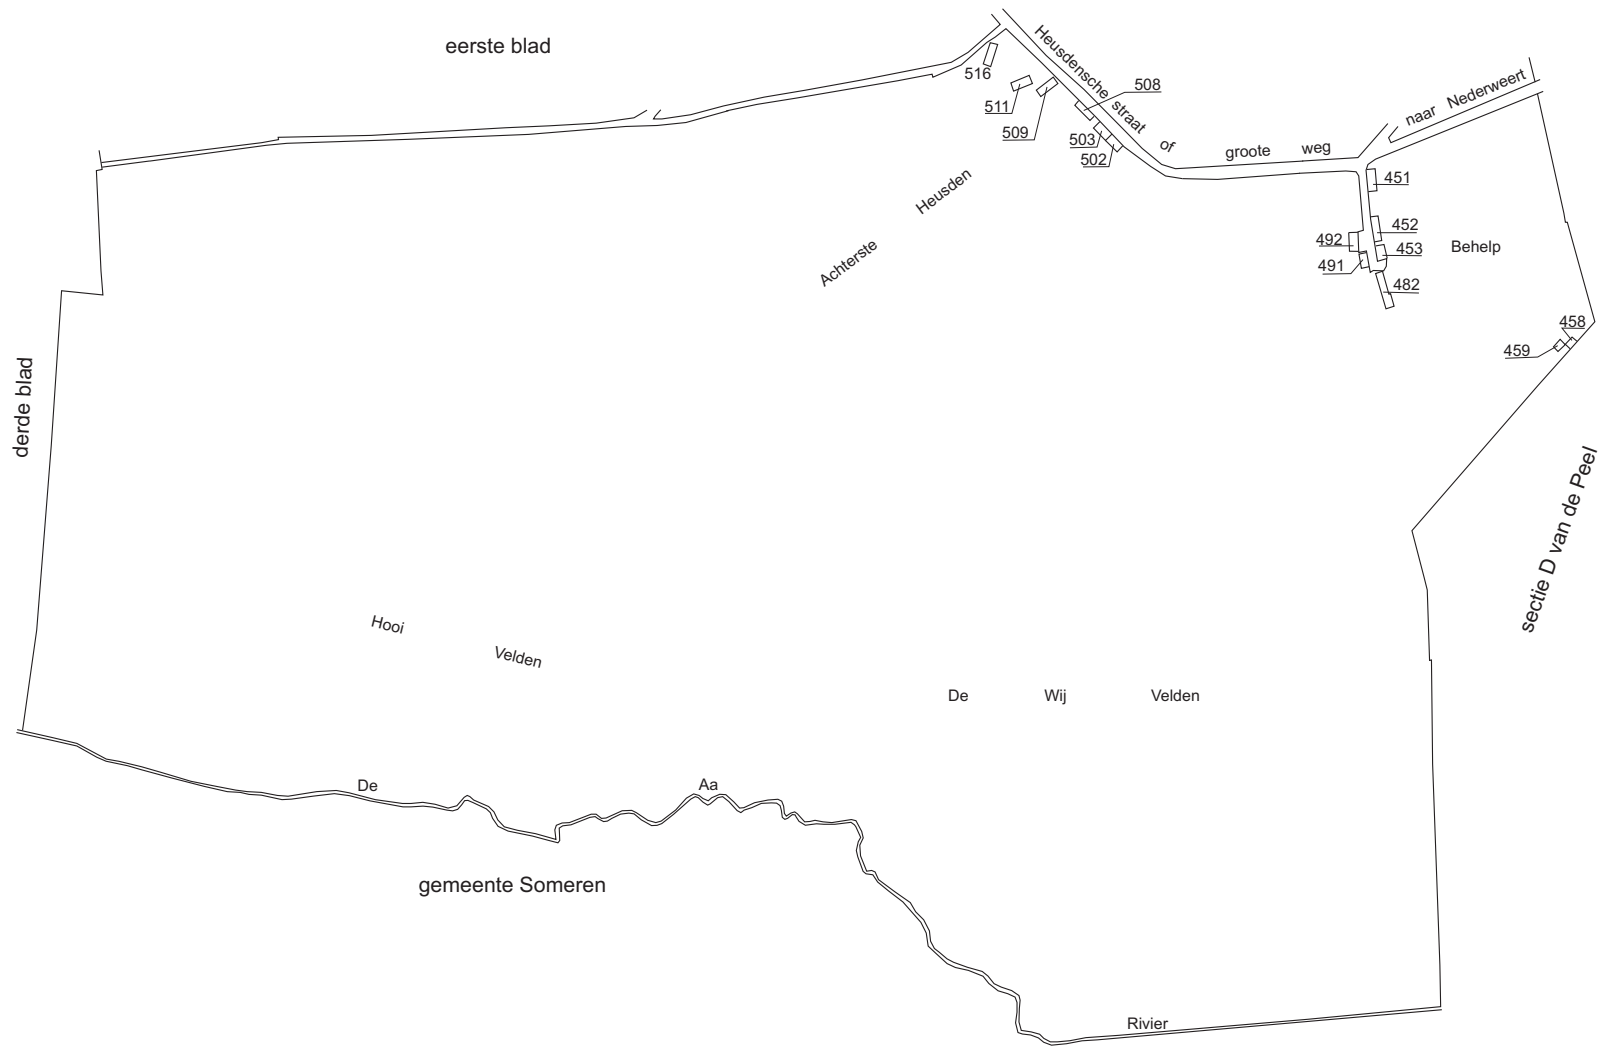 eerste blad
Heusdensche straat of groote weg
naar Nederweert
516
511
509
508
503
502
451
452
453
492
491
482
Behelp
458
459
Achterste Heusden
derde blad
sectie D van de Peel
Hooi Velden
De Wij Velden
De Aa Rivier
gemeente Someren